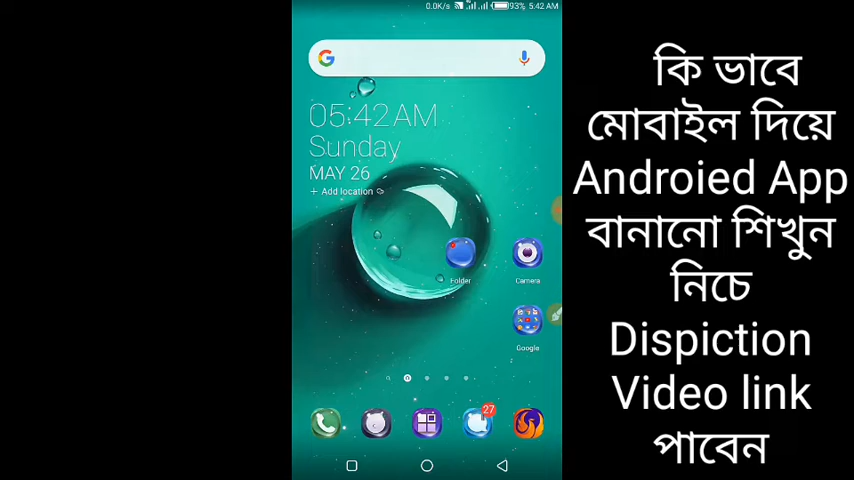 0.0K/s 93% 5:42 AM
05:42AM
Sunday
MAY 26
+ Add location
Folder
Camera
Google
27
কি ভাবে
মোবাইল দিয়ে
Androied App
বানানো শিখুন
নিচে
Dispiction
Video link
পাবেন